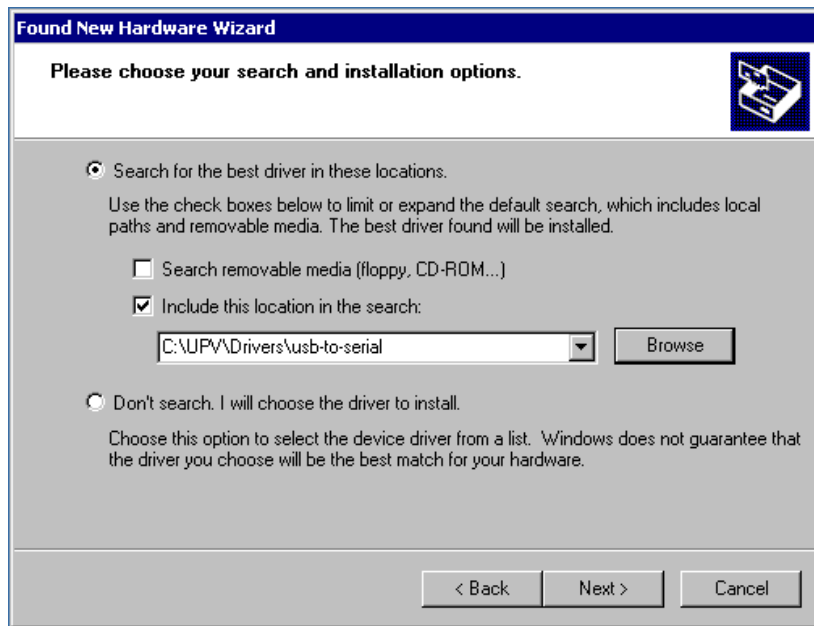 Found New Hardware Wizard
Please choose your search and installation options.
Search for the best driver in these locations.
Use the check boxes below to limit or expand the default search, which includes local
paths and removable media. The best driver found will be installed.
Search removable media (floppy, CD-ROM...)
Include this location in the search:
C:\UPV\Drivers\usb-to-serial
Browse
Don't search. I will choose the driver to install.
Choose this option to select the device driver from a list. Windows does not guarantee that
the driver you choose will be the best match for your hardware.
< Back Next > Cancel